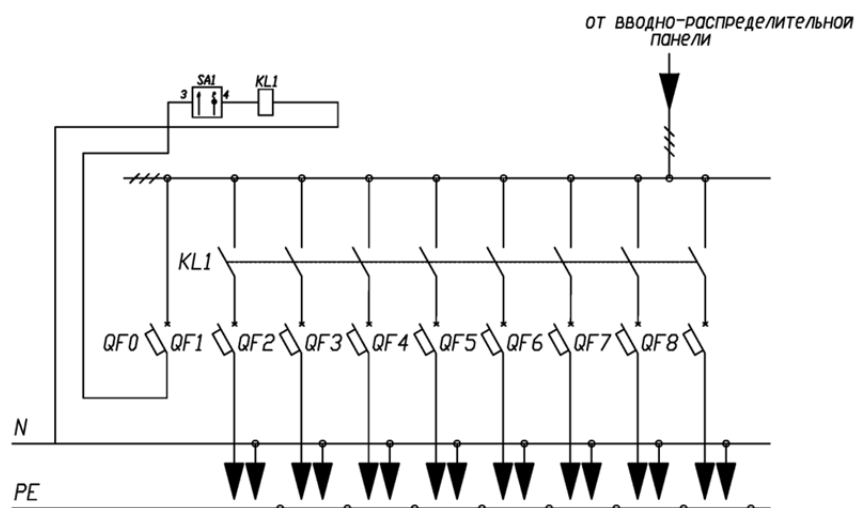 ОТ ВВОДНО-РАСПРЕДЕЛИТЕЛЬНОЙ
ПАНЕЛИ
SA1 KL1
3 4
KL1
QF0 QF1 QF2 QF3 QF4 QF5 QF6 QF7 QF8
N
PE